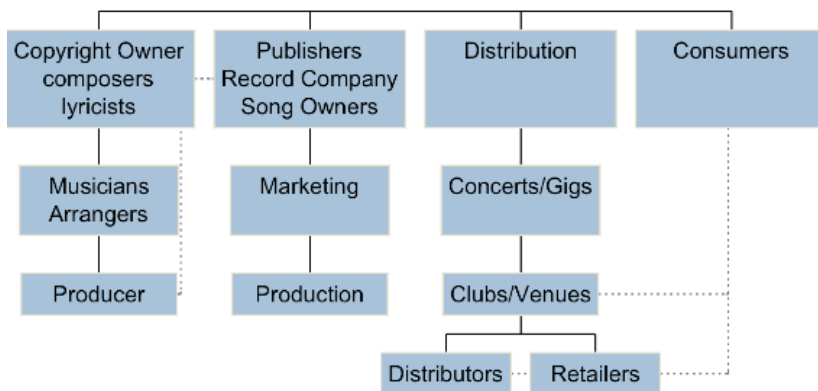 Copyright Owner
composers
lyricists
Publishers
Record Company
Song Owners
Distribution
Consumers
Musicians
Arrangers
Marketing
Concerts/Gigs
Producer
Production
Clubs/Venues
Distributors
Retailers